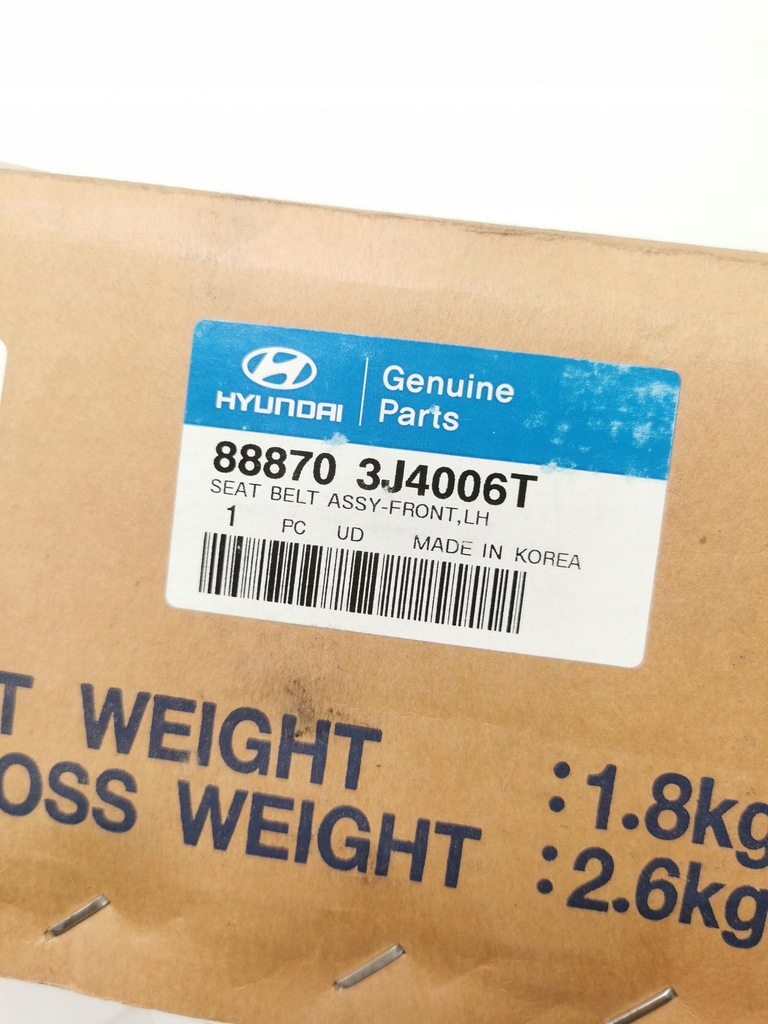 HYUNDAI
Genuine
Parts
88870 3J4006T
SEAT BELT ASSY-FRONT,LH
1 PC UD MADE IN KOREA
T WEIGHT :1.8kg
OSS WEIGHT :2.6kg